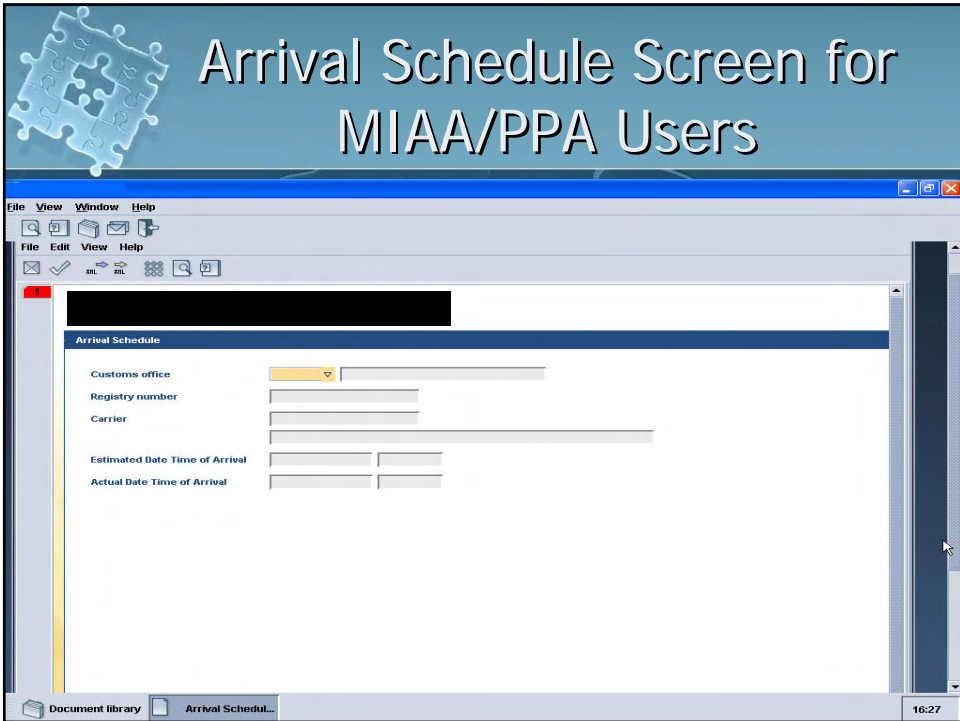 Arrival Schedule Screen for
MIAA/PPA Users
File View Window Help
File Edit View Help
XML XML
1
Arrival Schedule
Customs office
Registry number
Carrier
Estimated Date Time of Arrival
Actual Date Time of Arrival
Document library Arrival Schedul... 16:27